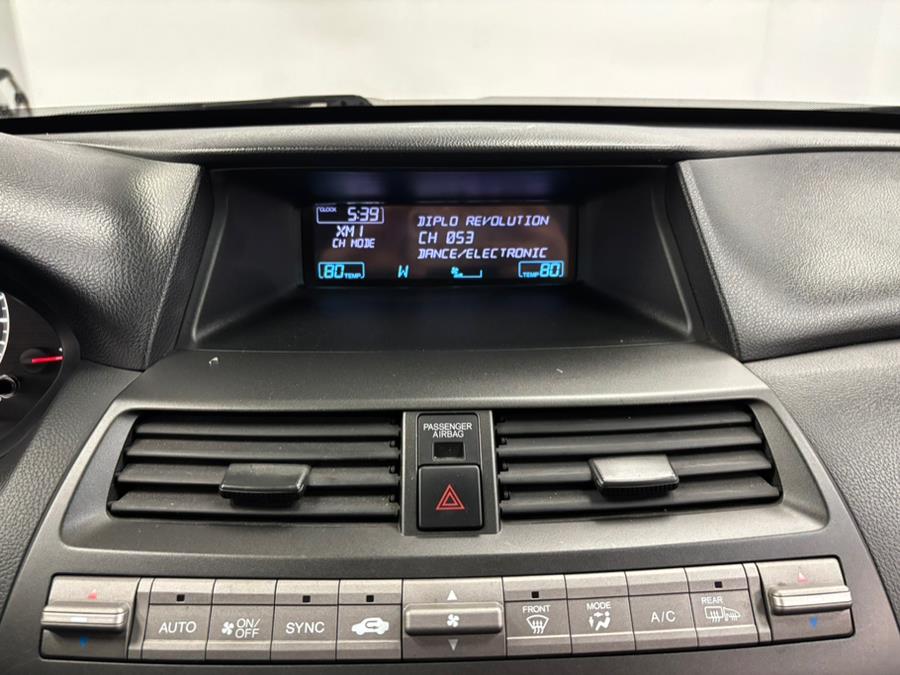 CLOCK 5:39
XM1
CH MODE
DIPLO REVOLUTION
CH 053
DANCE/ELECTRONIC
80 TEMP
W
TEMP 80
PASSENGER
AIRBAG
AUTO
ON/
OFF
SYNC
FRONT
MODE
A/C
REAR